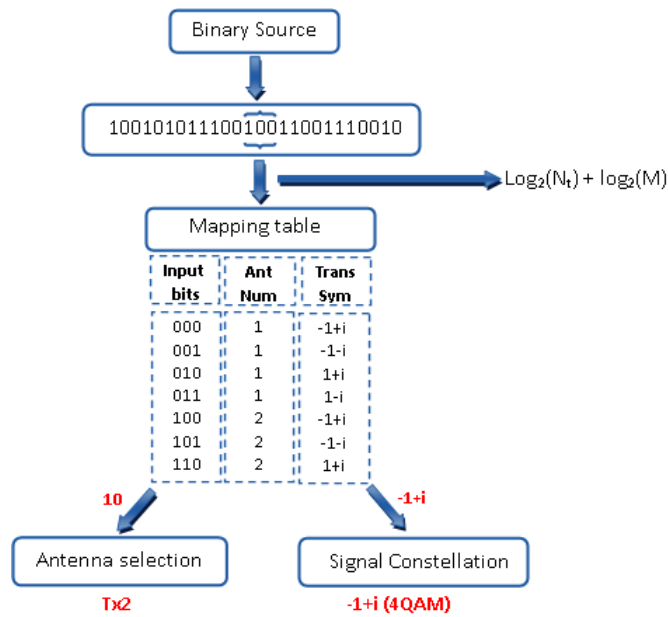 Binary Source
10010101110010011001110010
Log₂(Nₜ) + log₂(M)
Mapping table
Input bits Ant Num Trans Sym
000 1 -1+i
001 1 -1-i
010 1 1+i
011 1 1-i
100 2 -1+i
101 2 -1-i
110 2 1+i
10 -1+i
Antenna selection Signal Constellation
Tx2 -1+i (4QAM)